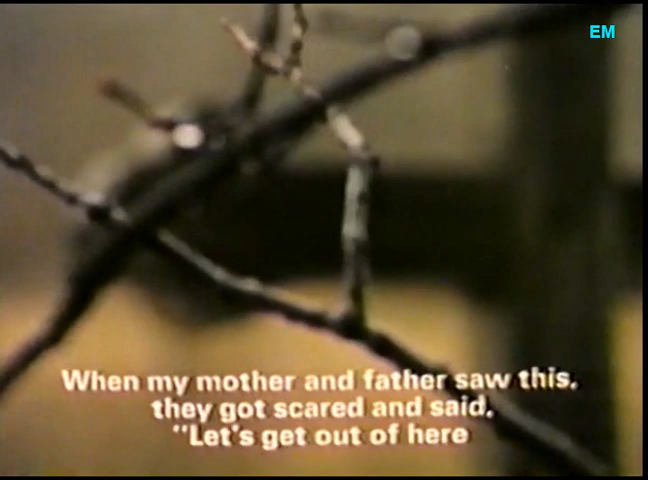 EM
When my mother and father saw this,
they got scared and said,
"Let's get out of here